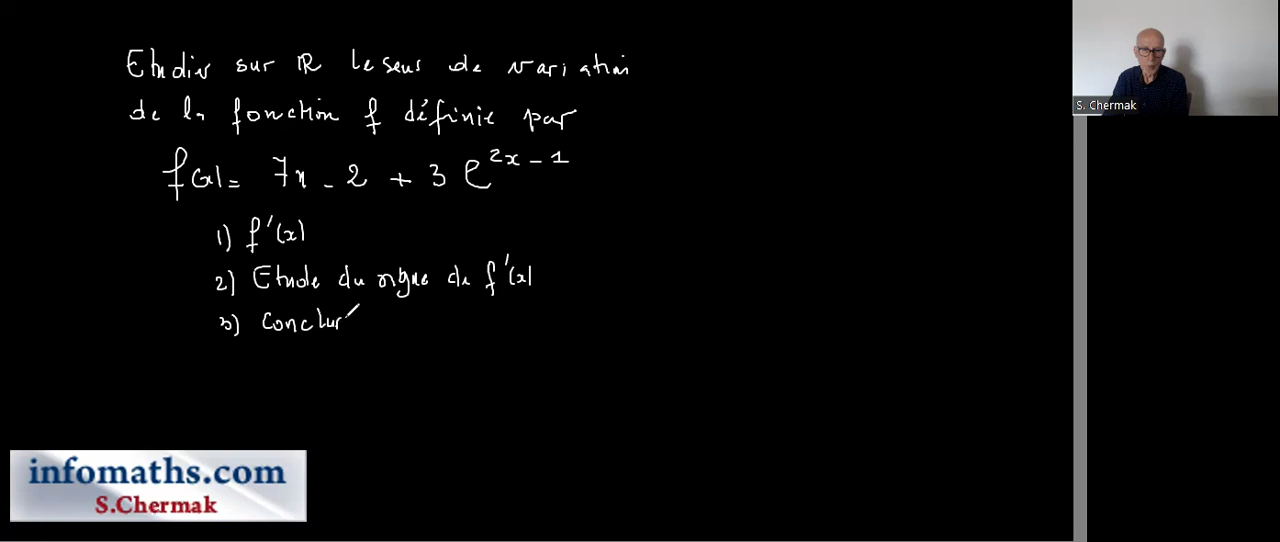 Etudier sur ℝ le sens de variation
de la fonction f définie par
f(x)= 7x - 2 + 3 e^{2x - 1}
1) f'(x)
2) Etude du signe de f'(x)
3) Conclur
S. Chermak
infomaths.com
S.Chermak